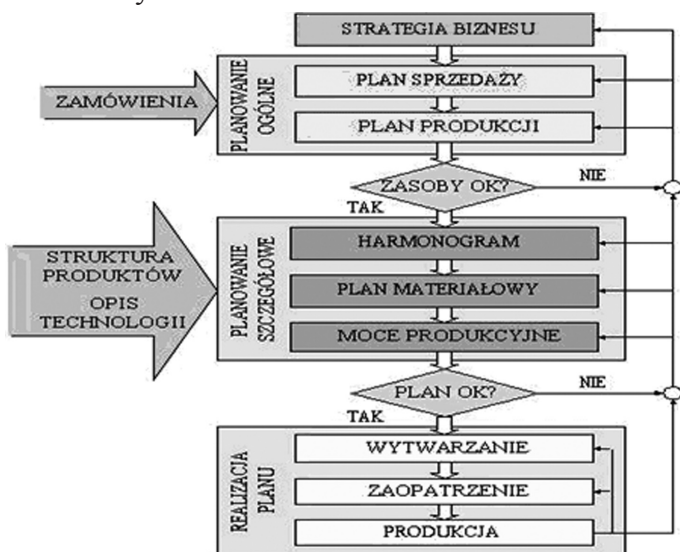 STRATEGIA BIZNESU
PLANOWANIE
OGÓLNE
PLAN SPRZEDAŻY
ZAMÓWIENIA
PLAN PRODUKCJI
ZASOBY OK?
NIE
TAK
STRUKTURA
PRODUKTÓW
OPIS
TECHNOLOGII
PLANOWANIE
SZCZEGÓŁOWE
HARMONOGRAM
PLAN MATERIAŁOWY
MOCE PRODUKCYJNE
PLAN OK?
NIE
TAK
REALIZACJA
PLANU
WYTWARZANIE
ZAOPATRZENIE
PRODUKCJA